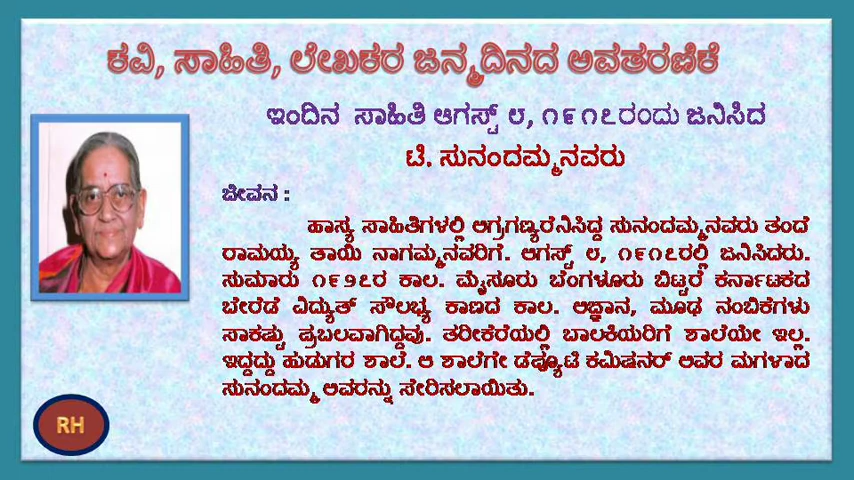 ಕವಿ, ಸಾಹಿತಿ, ಲೇಖಕರ ಜನ್ಮದಿನದ ಅವತರಣಿಕೆ
ಇಂದಿನ ಸಾಹಿತಿ ಆಗಸ್ಟ್ ೮, ೧೯೧೭ರಂದು ಜನಿಸಿದ
ಟಿ. ಸುನಂದಮ್ಮನವರು
ಜೀವನ :
ಹಾಸ್ಯ ಸಾಹಿತಿಗಳಲ್ಲಿ ಅಗ್ರಗಣ್ಯರೆನಿಸಿದ್ದ ಸುನಂದಮ್ಮನವರು ತಂದೆ
ರಾಮಯ್ಯ ತಾಯಿ ನಾಗಮ್ಮನವರಿಗೆ. ಆಗಸ್ಟ್ ೮, ೧೯೧೭ರಲ್ಲಿ ಜನಿಸಿದರು.
ಸುಮಾರು ೧೯೨೭ರ ಕಾಲ. ಮೈಸೂರು ಬೆಂಗಳೂರು ಬಿಟ್ಟರೆ ಕರ್ನಾಟಕದ
ಬೇರೆಡೆ ವಿದ್ಯುತ್ ಸೌಲಭ್ಯ ಕಾಣದ ಕಾಲ. ಅಜ್ಞಾನ, ಮೂಢ ನಂಬಿಕೆಗಳು
ಸಾಕಷ್ಟು ಪ್ರಬಲವಾಗಿದ್ದವು. ತರೀಕೆರೆಯಲ್ಲಿ ಬಾಲಕಿಯರಿಗೆ ಶಾಲೆಯೇ ಇಲ್ಲ.
ಇದ್ದದ್ದು ಹುಡುಗರ ಶಾಲೆ. ಆ ಶಾಲೆಗೇ ಡೆಪ್ಯೂಟಿ ಕಮಿಷನರ್ ಅವರ ಮಗಳಾದ
ಸುನಂದಮ್ಮ ಅವರನ್ನು ಸೇರಿಸಲಾಯಿತು.
RH